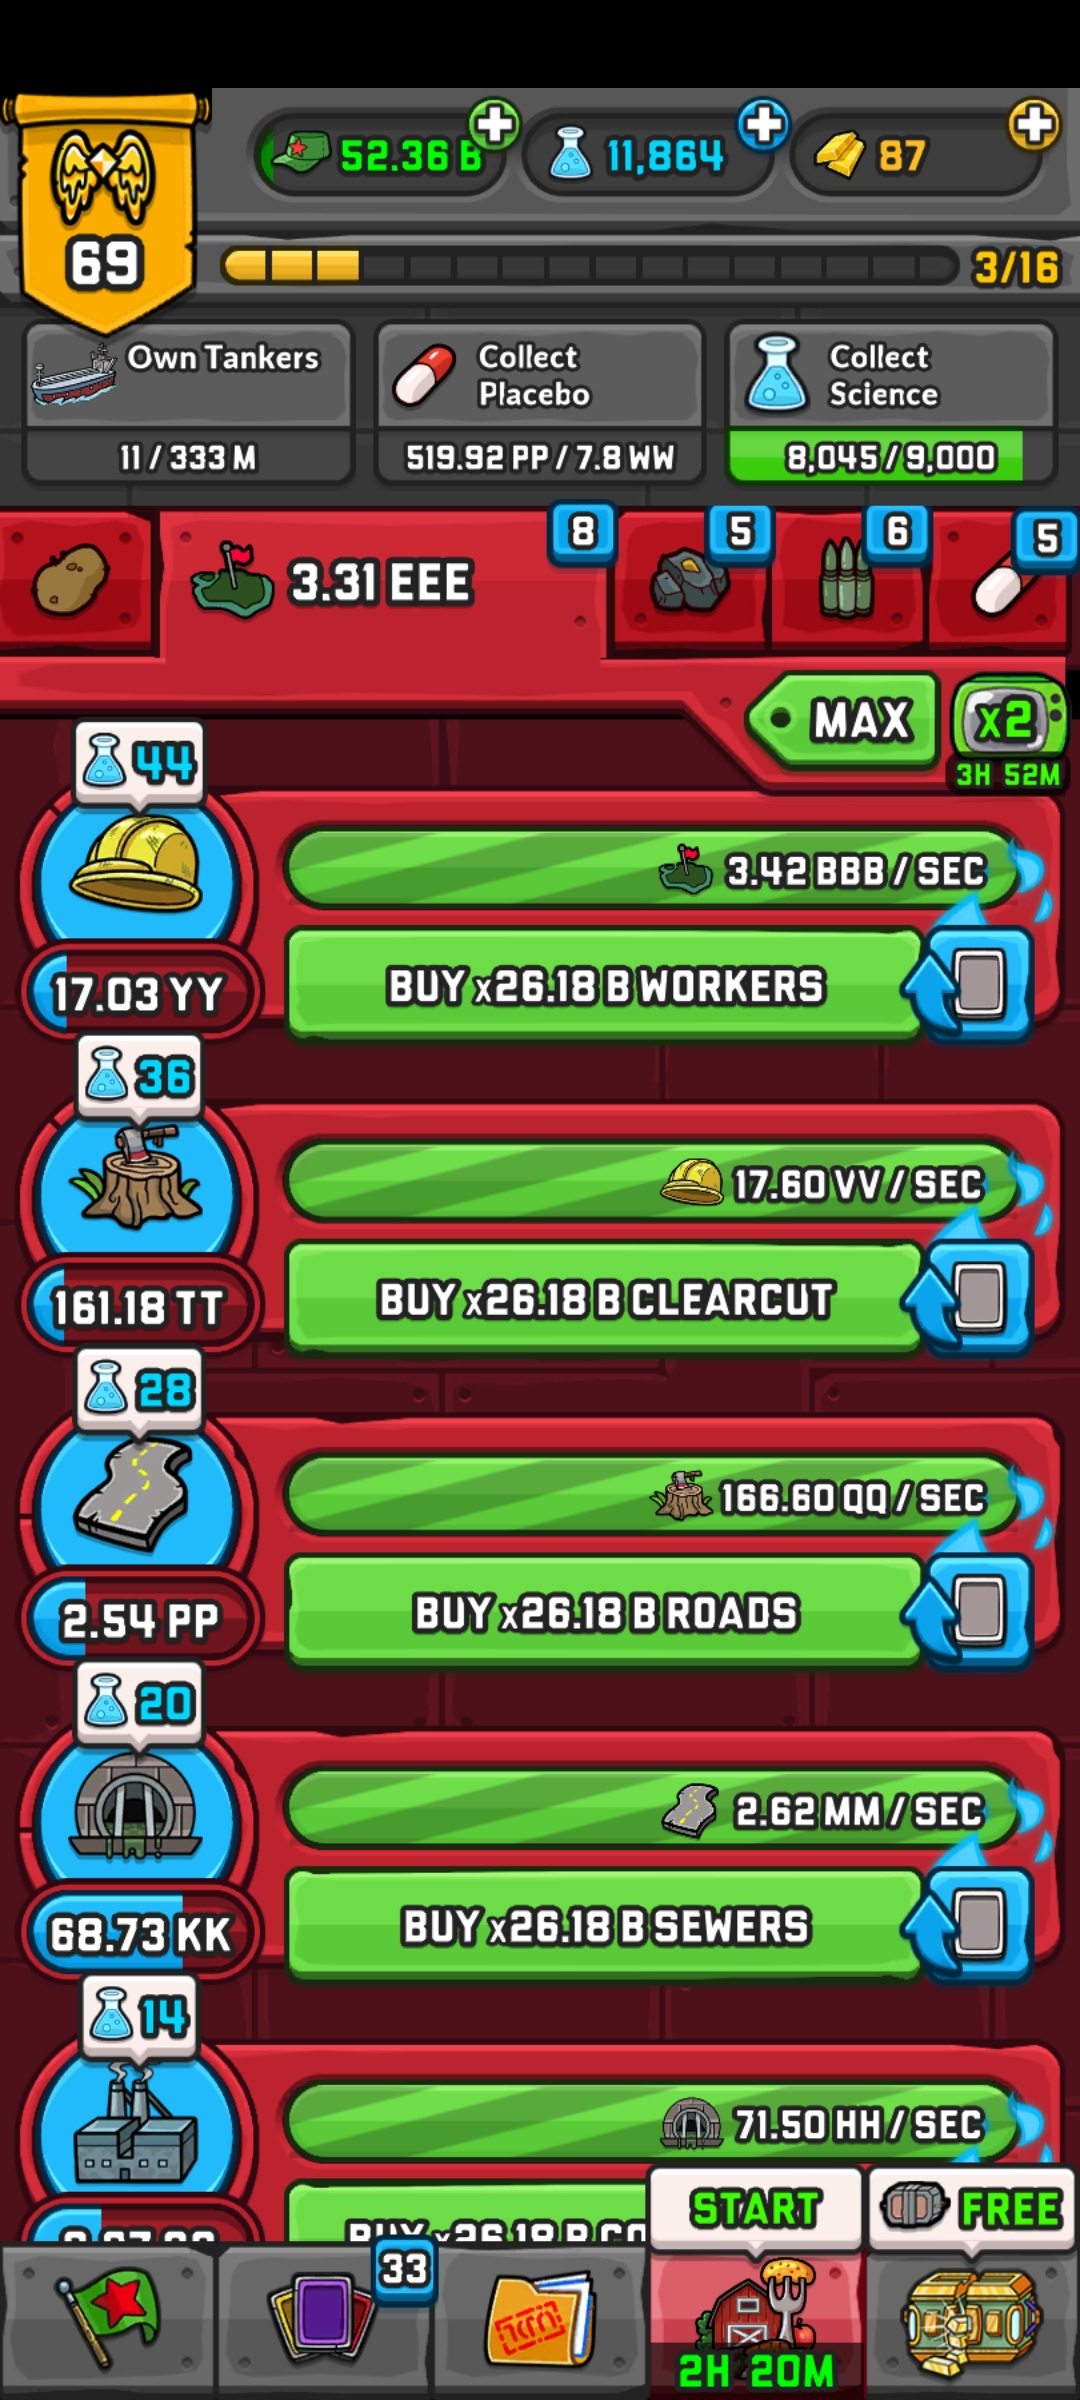 52.36 B
11,864
87
69
3/16
Own Tankers
11 / 333 M
Collect
Placebo
519.92 PP / 7.8 WW
Collect
Science
8,045 / 9,000
3.31 EEE
8
5
6
5
MAX
x2
3H 52M
44
3.42 BBB / SEC
17.03 YY
BUY x26.18 B WORKERS
36
17.60 VV / SEC
161.18 TT
BUY x26.18 B CLEARCUT
28
166.60 QQ / SEC
2.54 PP
BUY x26.18 B ROADS
20
2.62 MM / SEC
68.73 KK
BUY x26.18 B SEWERS
14
71.50 HH / SEC
BUY x26.18 B CO
START
FREE
33
2H 20M